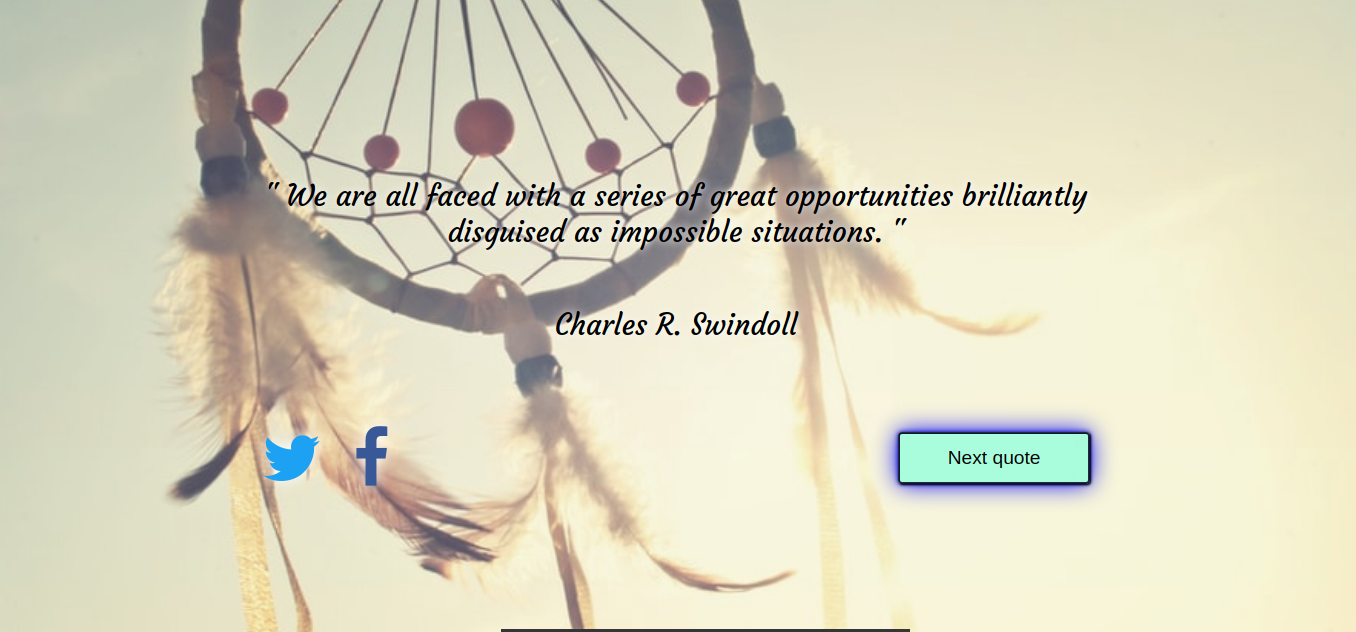 " We are all faced with a series of great opportunities brilliantly
disguised as impossible situations. "
Charles R. Swindoll
Next quote